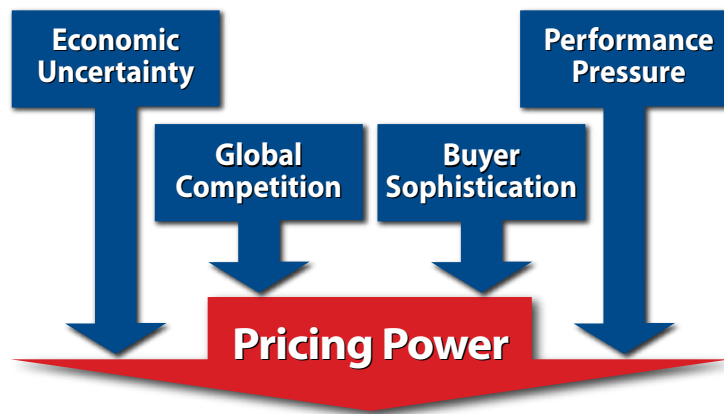 Economic
Uncertainty
Performance
Pressure
Global
Competition
Buyer
Sophistication
Pricing Power